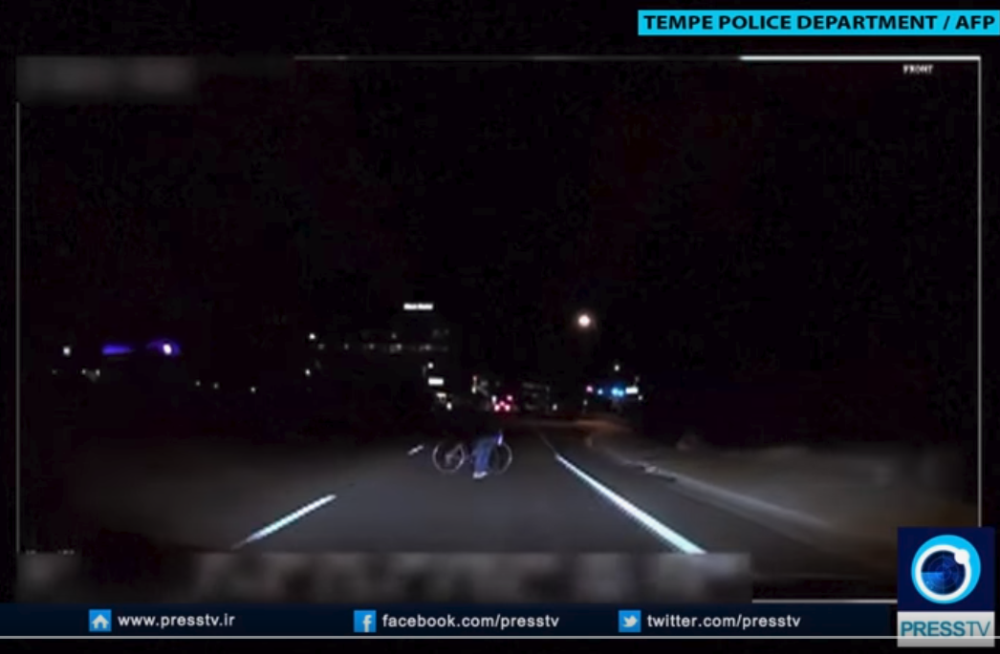 TEMPE POLICE DEPARTMENT / AFP
FRONT
www.presstv.ir
facebook.com/presstv
twitter.com/presstv
PRESSTV